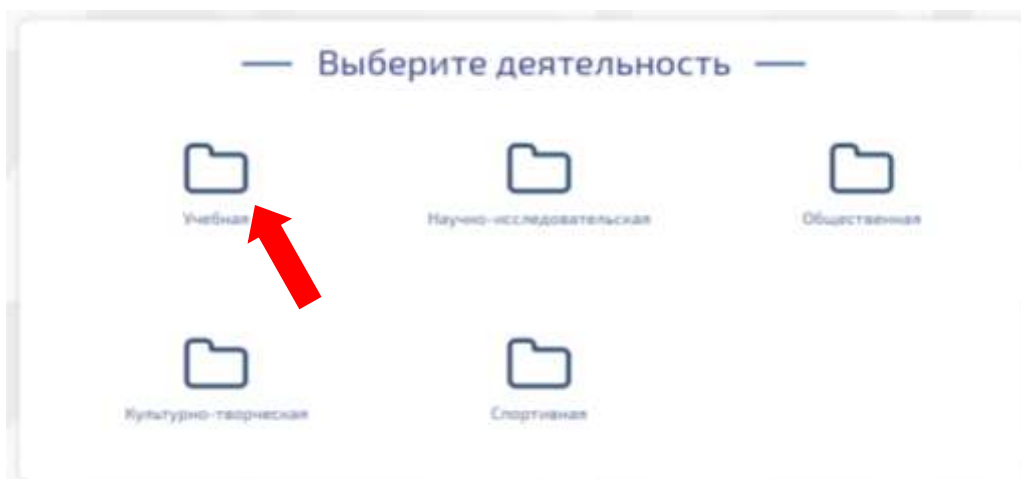 — Выберите деятельность —
Учебная
Научно-исследовательская
Общественная
Культурно-творческая
Спортивная